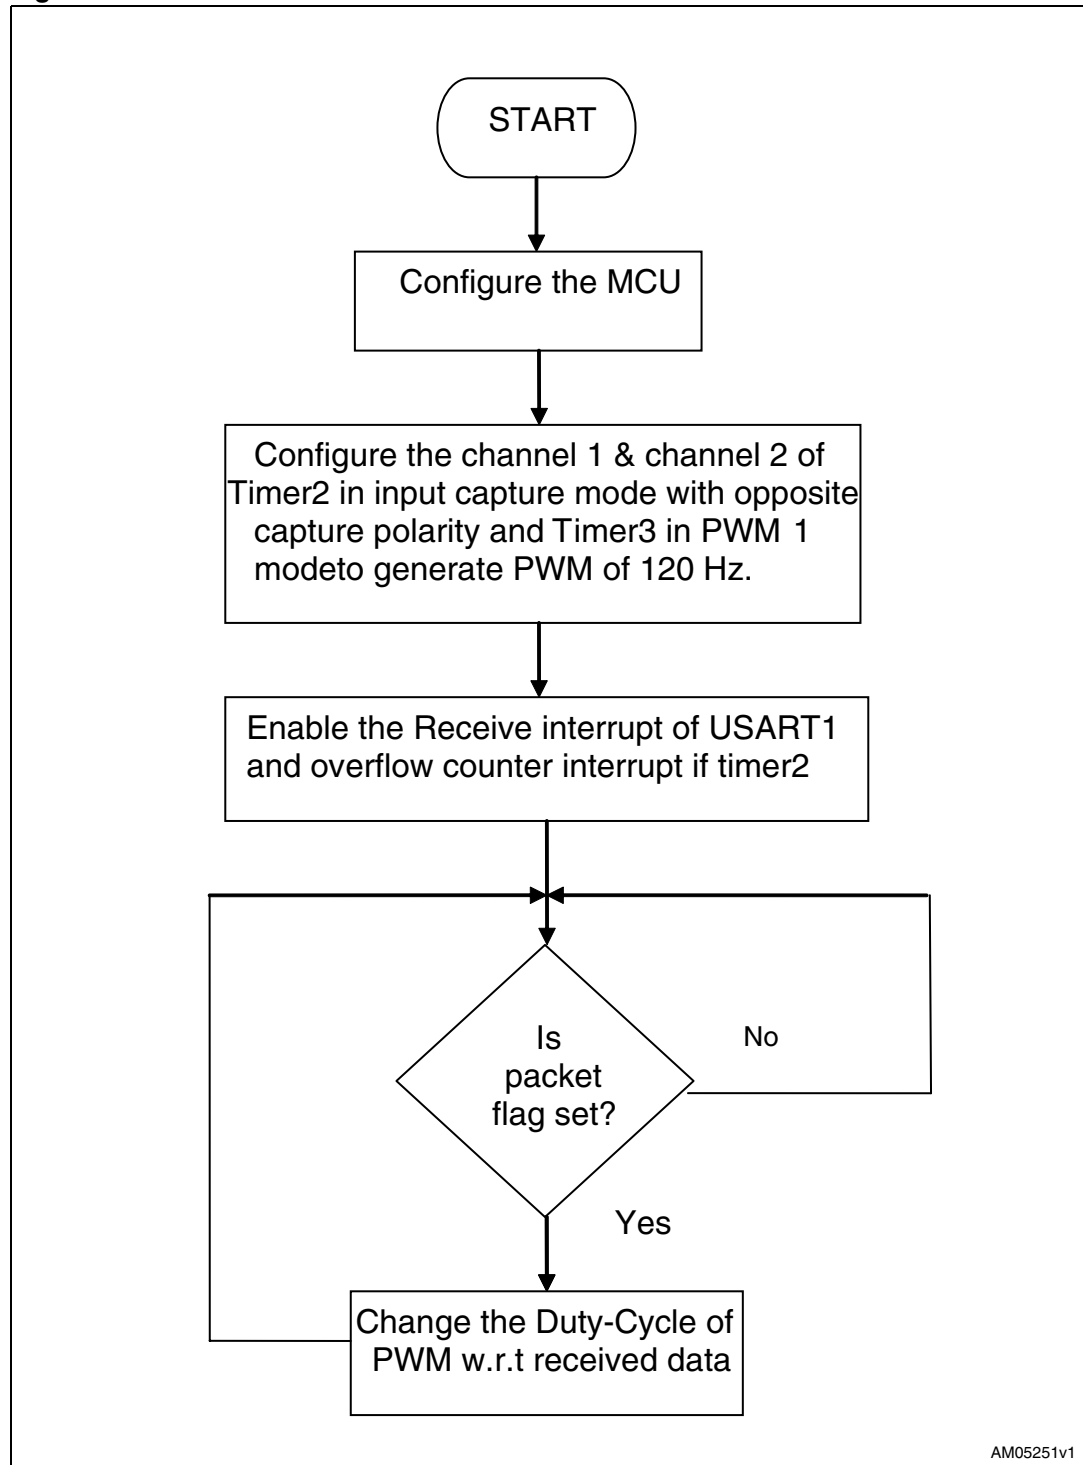 START
Configure the MCU
Configure the channel 1 & channel 2 of
Timer2 in input capture mode with opposite
capture polarity and Timer3 in PWM 1
modeto generate PWM of 120 Hz.
Enable the Receive interrupt of USART1
and overflow counter interrupt if timer2
Is
packet
flag set?
No
Yes
Change the Duty-Cycle of
PWM w.r.t received data
AM05251v1